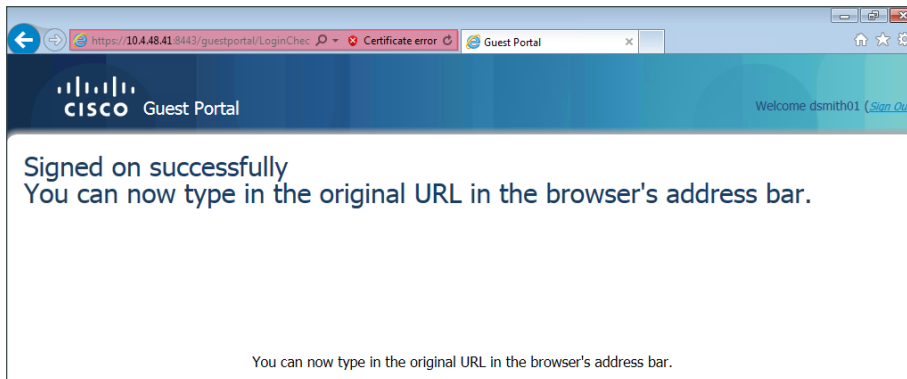 https://10.4.48.41:8443/guestportal/LoginChec
Certificate error
Guest Portal
CISCO Guest Portal
Welcome dsmith01 (Sign Ou
Signed on successfully
You can now type in the original URL in the browser's address bar.
You can now type in the original URL in the browser's address bar.